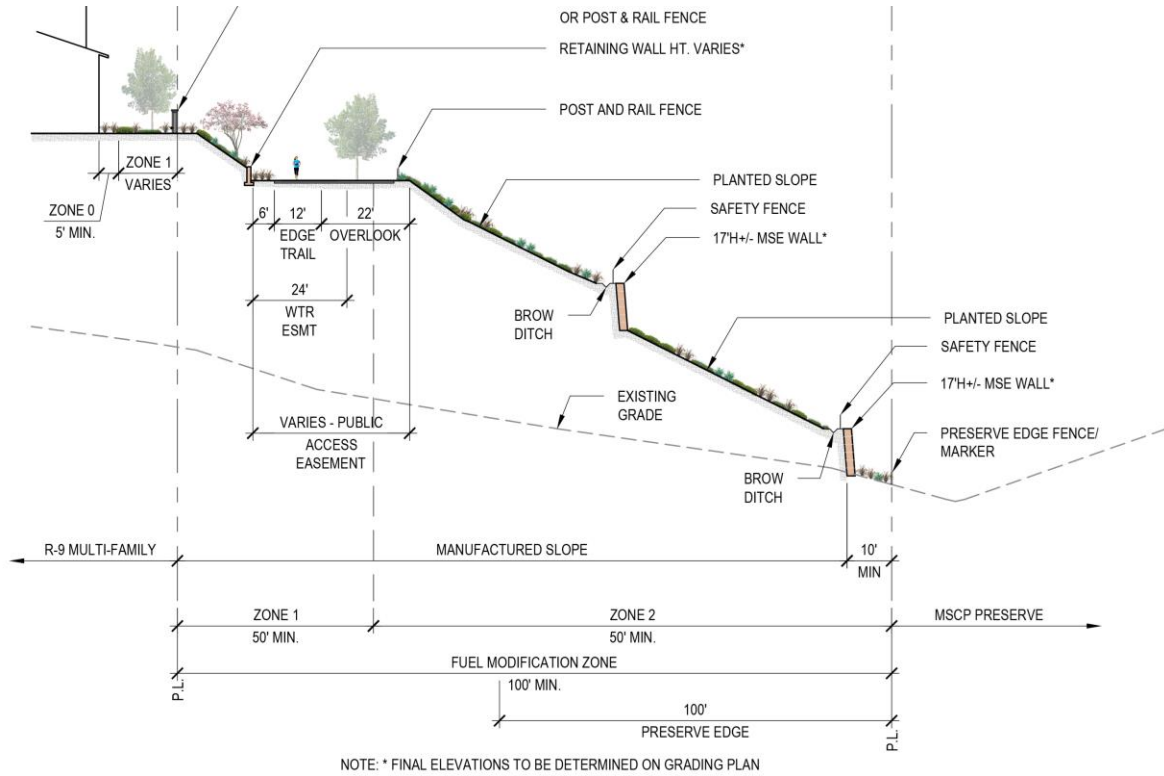 OR POST & RAIL FENCE
RETAINING WALL HT. VARIES*
POST AND RAIL FENCE
ZONE 1
VARIES
ZONE 0
5' MIN.
PLANTED SLOPE
SAFETY FENCE
17'H+/- MSE WALL*
6'
12'
22'
EDGE
TRAIL
OVERLOOK
24'
WTR
ESMT
BROW
DITCH
PLANTED SLOPE
SAFETY FENCE
17'H+/- MSE WALL*
EXISTING
GRADE
VARIES - PUBLIC
ACCESS
EASEMENT
PRESERVE EDGE FENCE/
MARKER
BROW
DITCH
R-9 MULTI-FAMILY
MANUFACTURED SLOPE
10'
MIN
ZONE 1
50' MIN.
ZONE 2
50' MIN.
MSCP PRESERVE
FUEL MODIFICATION ZONE
100' MIN.
P.L.
100'
PRESERVE EDGE
P.L.
NOTE: * FINAL ELEVATIONS TO BE DETERMINED ON GRADING PLAN